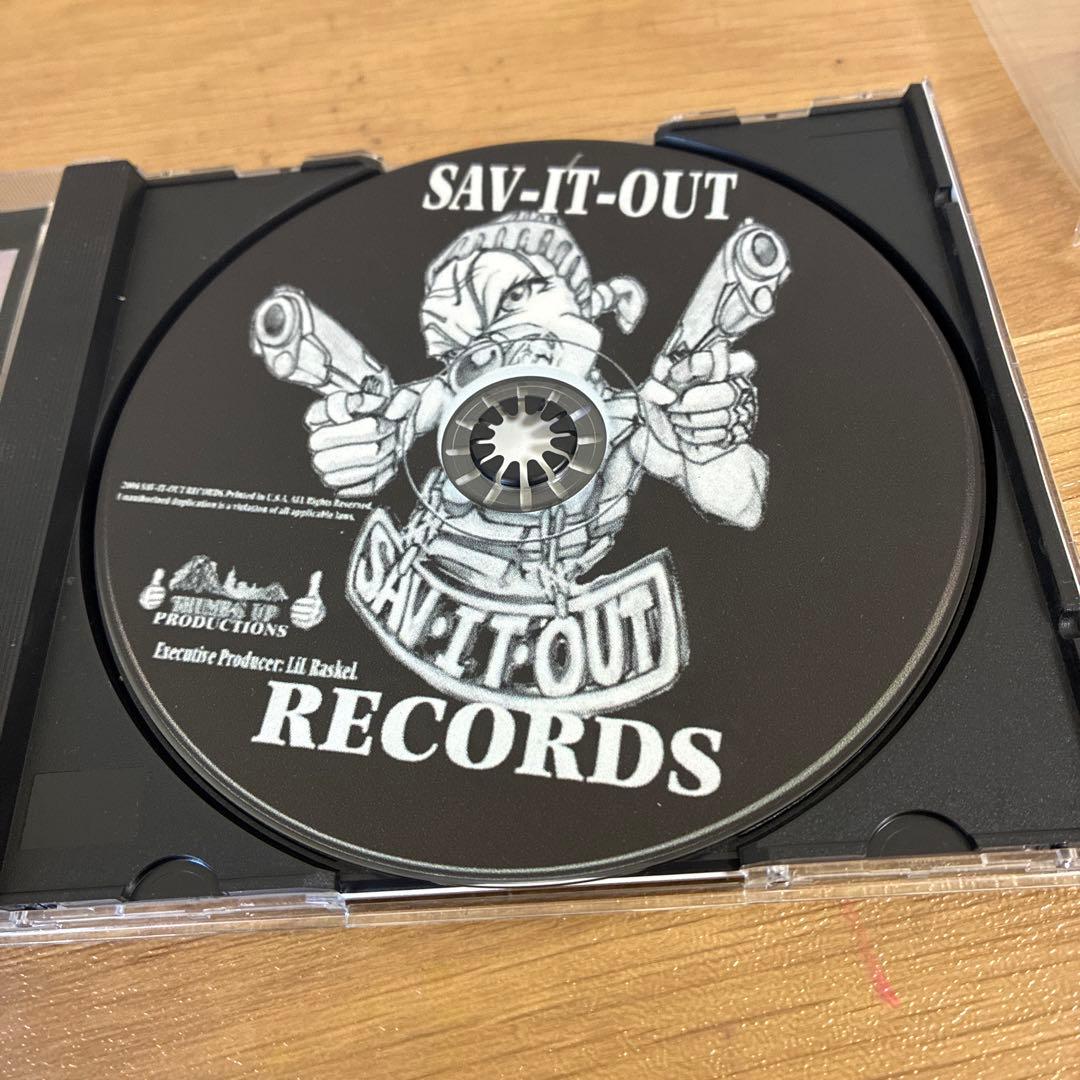 SAV-IT-OUT
2006 SAV-IT-OUT RECORDS. Printed in U.S.A. All Rights Reserved.
Unauthorized duplication is a violation of all applicable laws.
SAV·IT·OUT
THUMBS UP
PRODUCTIONS
Executive Producer: LiL Raskel.
RECORDS